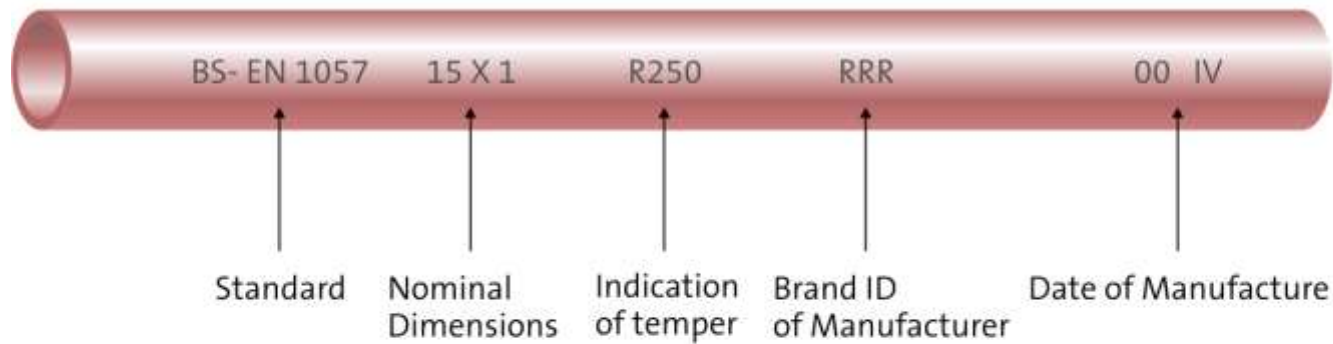 BS- EN 1057 15 X 1 R250 RRR 00 IV
Standard
Nominal
Dimensions
Indication
of temper
Brand ID
of Manufacturer
Date of Manufacture